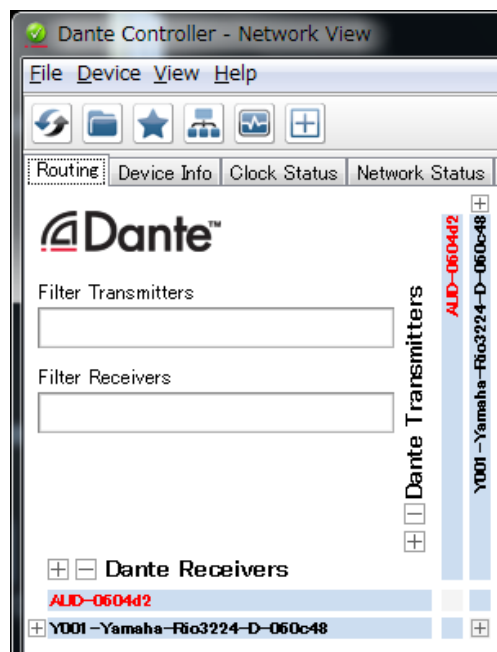 Dante Controller - Network View
File Device View Help
Routing Device Info Clock Status Network Status
Dante™
Filter Transmitters
Filter Receivers
Dante Transmitters
AUD-0604d2
Y001-Yamaha-Rio3224-D-060c48
Dante Receivers
AUD-0604d2
Y001-Yamaha-Rio3224-D-060c48